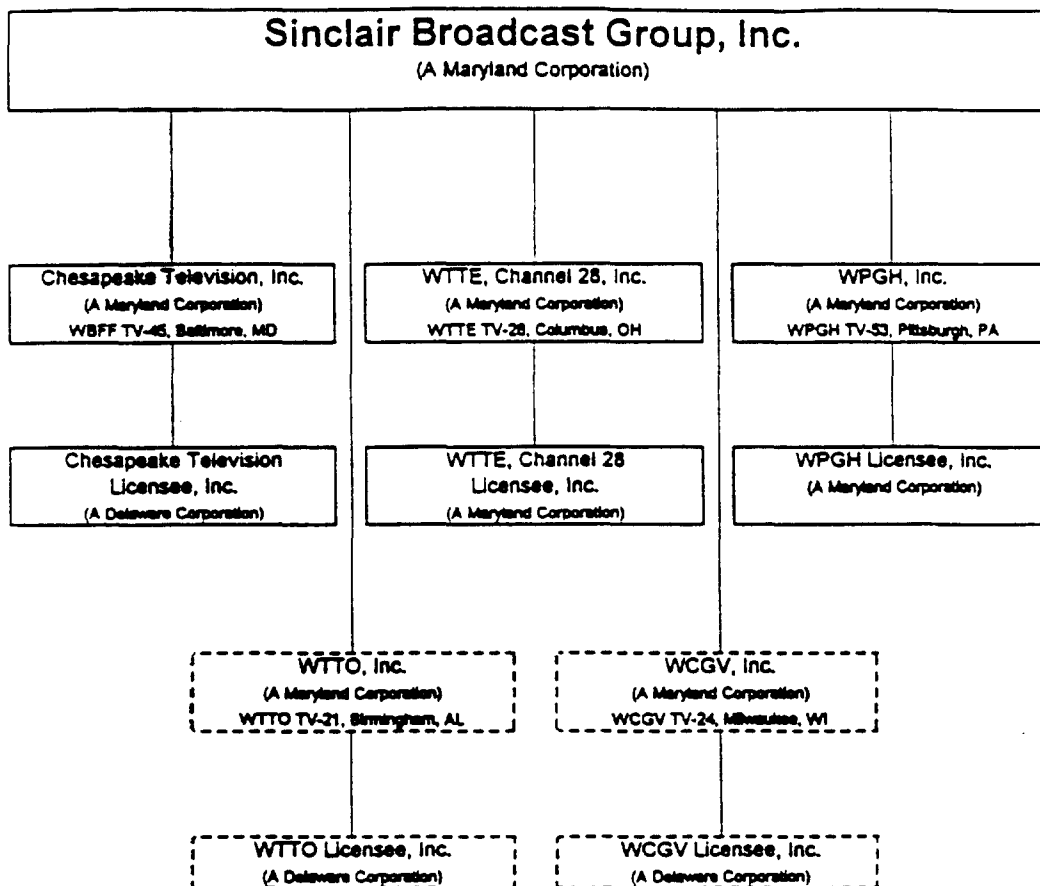 Sinclair Broadcast Group, Inc.
(A Maryland Corporation)
Chesapeake Television, Inc.
(A Maryland Corporation)
WBFF TV-45, Baltimore, MD
WTTE, Channel 28, Inc.
(A Maryland Corporation)
WTTE TV-28, Columbus, OH
WPGH, Inc.
(A Maryland Corporation)
WPGH TV-53, Pittsburgh, PA
Chesapeake Television
Licensee, Inc.
(A Delaware Corporation)
WTTE, Channel 28
Licensee, Inc.
(A Maryland Corporation)
WPGH Licensee, Inc.
(A Maryland Corporation)
WTTO, Inc.
(A Maryland Corporation)
WTTO TV-21, Birmingham, AL
WCGV, Inc.
(A Maryland Corporation)
WCGV TV-24, Milwaukee, WI
WTTO Licensee, Inc.
(A Delaware Corporation)
WCGV Licensee, Inc.
(A Delaware Corporation)